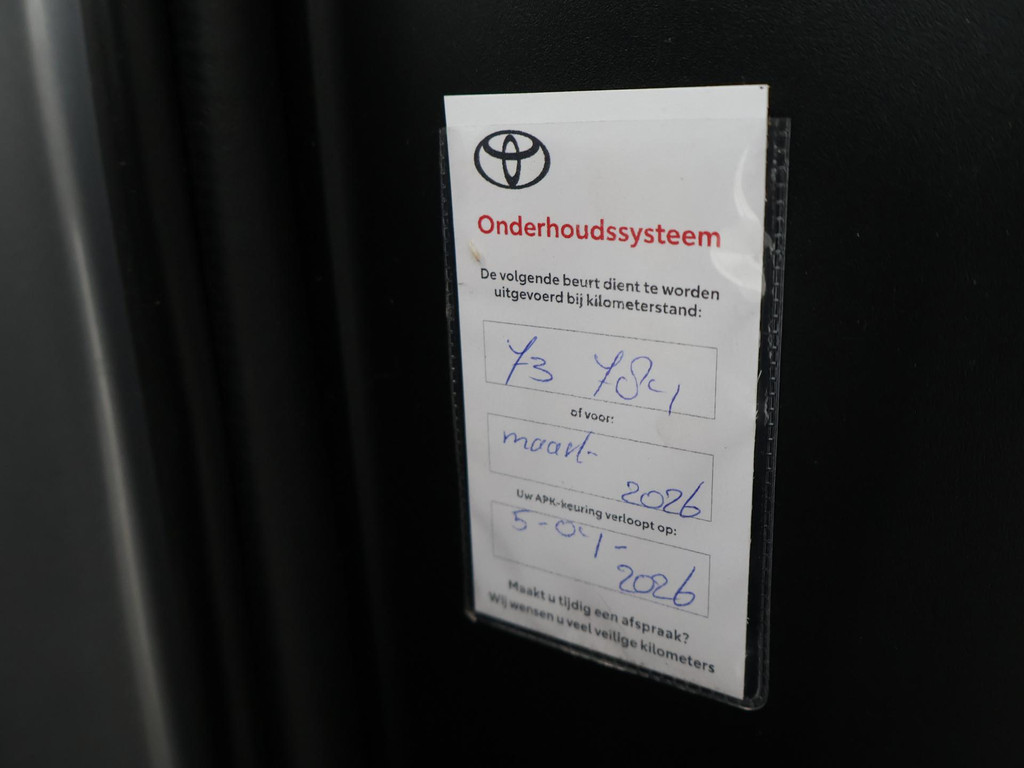 Onderhoudssysteem
De volgende beurt dient te worden
uitgevoerd bij kilometerstand:
73 784
of voor:
maart-
2026
Uw APK-keuring verloopt op:
5-04-
2026
Maakt u tijdig een afspraak?
Wij wensen u veel veilige kilometers